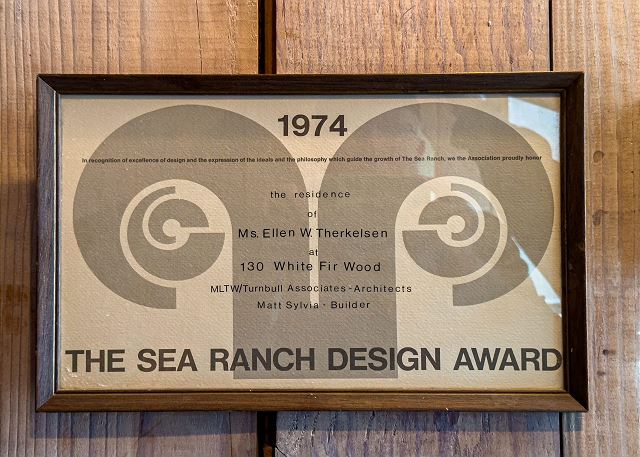 1974
In recognition of excellence of design and the expression of the ideals and the philosophy which guide the growth of The Sea Ranch, we the Association proudly honor
the residence
of
Ms. Ellen W. Therkelsen
at
130 White Fir Wood
MLTW/Turnbull Associates-Architects
Matt Sylvia - Builder
THE SEA RANCH DESIGN AWARD